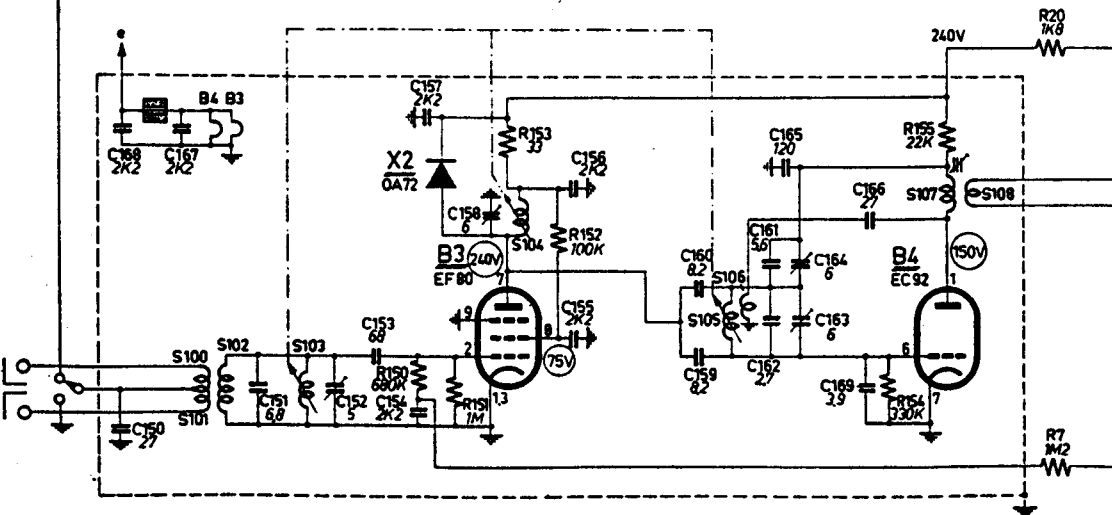 R20
1K8
240V
e
B4 B3
C157
2K2
C168
2K2
C167
2K2
X2
OA72
R153
33
C156
2K2
C165
120
R155
22K
C158
6
S104
R152
100K
C166
27
S107
S108
B3
EF80
240V
7
C161
5,6
C160
8,2
S106
C164
6
B4
EC92
150V
1
9
8
2
1,3
C155
2K2
75V
S105
C163
6
C153
68
S100
S102
S103
R150
680K
C159
8,2
C162
2,7
6
7
C151
6,8
C152
5
C154
2K2
R151
1M
C169
3,9
R154
330K
S101
C150
27
R7
1M2